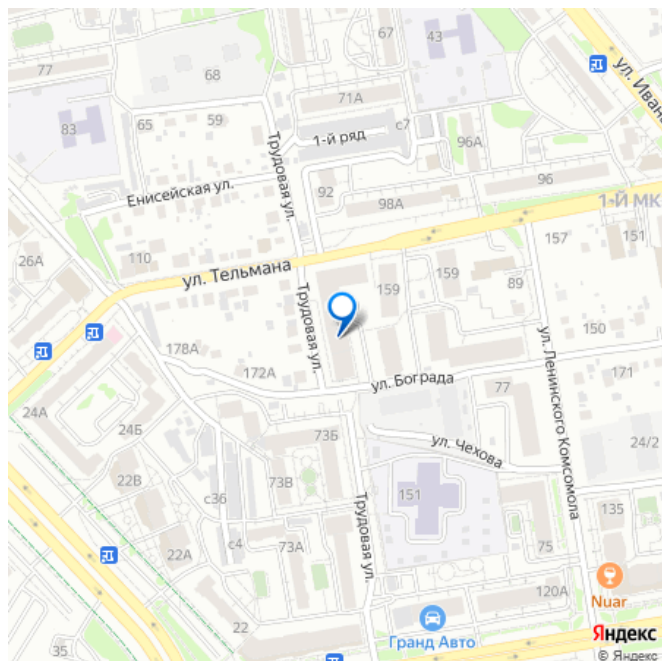 77
68
67
43
ул. Ивана
71А
59
65
83
1-й ряд
с7
96А
Трудовая ул.
Енисейская ул.
92
98А
96
1-Й МК
110
157
151
26А
ул. Тельмана
159
159
89
Трудовая ул.
150
178А
172А
ул. Бограда
77
171
ул. Ленинского Комсомола
24А
24Б
73Б
ул. Чехова
24/2
22В
с36
73В
151
135
Трудовая ул.
22А
с4
73А
75
120А
Nuar
22
Гранд Авто
35
Яндекс
© Яндекс